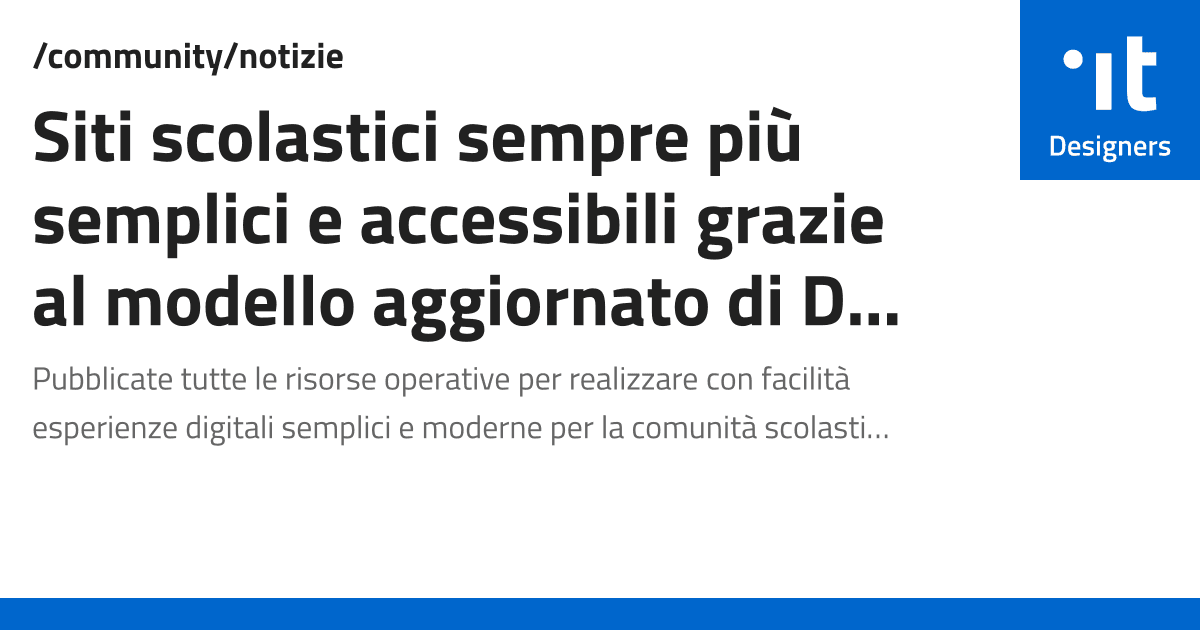 /community/notizie
Siti scolastici sempre più
semplici e accessibili grazie
al modello aggiornato di D...
Pubblicate tutte le risorse operative per realizzare con facilità
esperienze digitali semplici e moderne per la comunità scolasti...
it
Designers